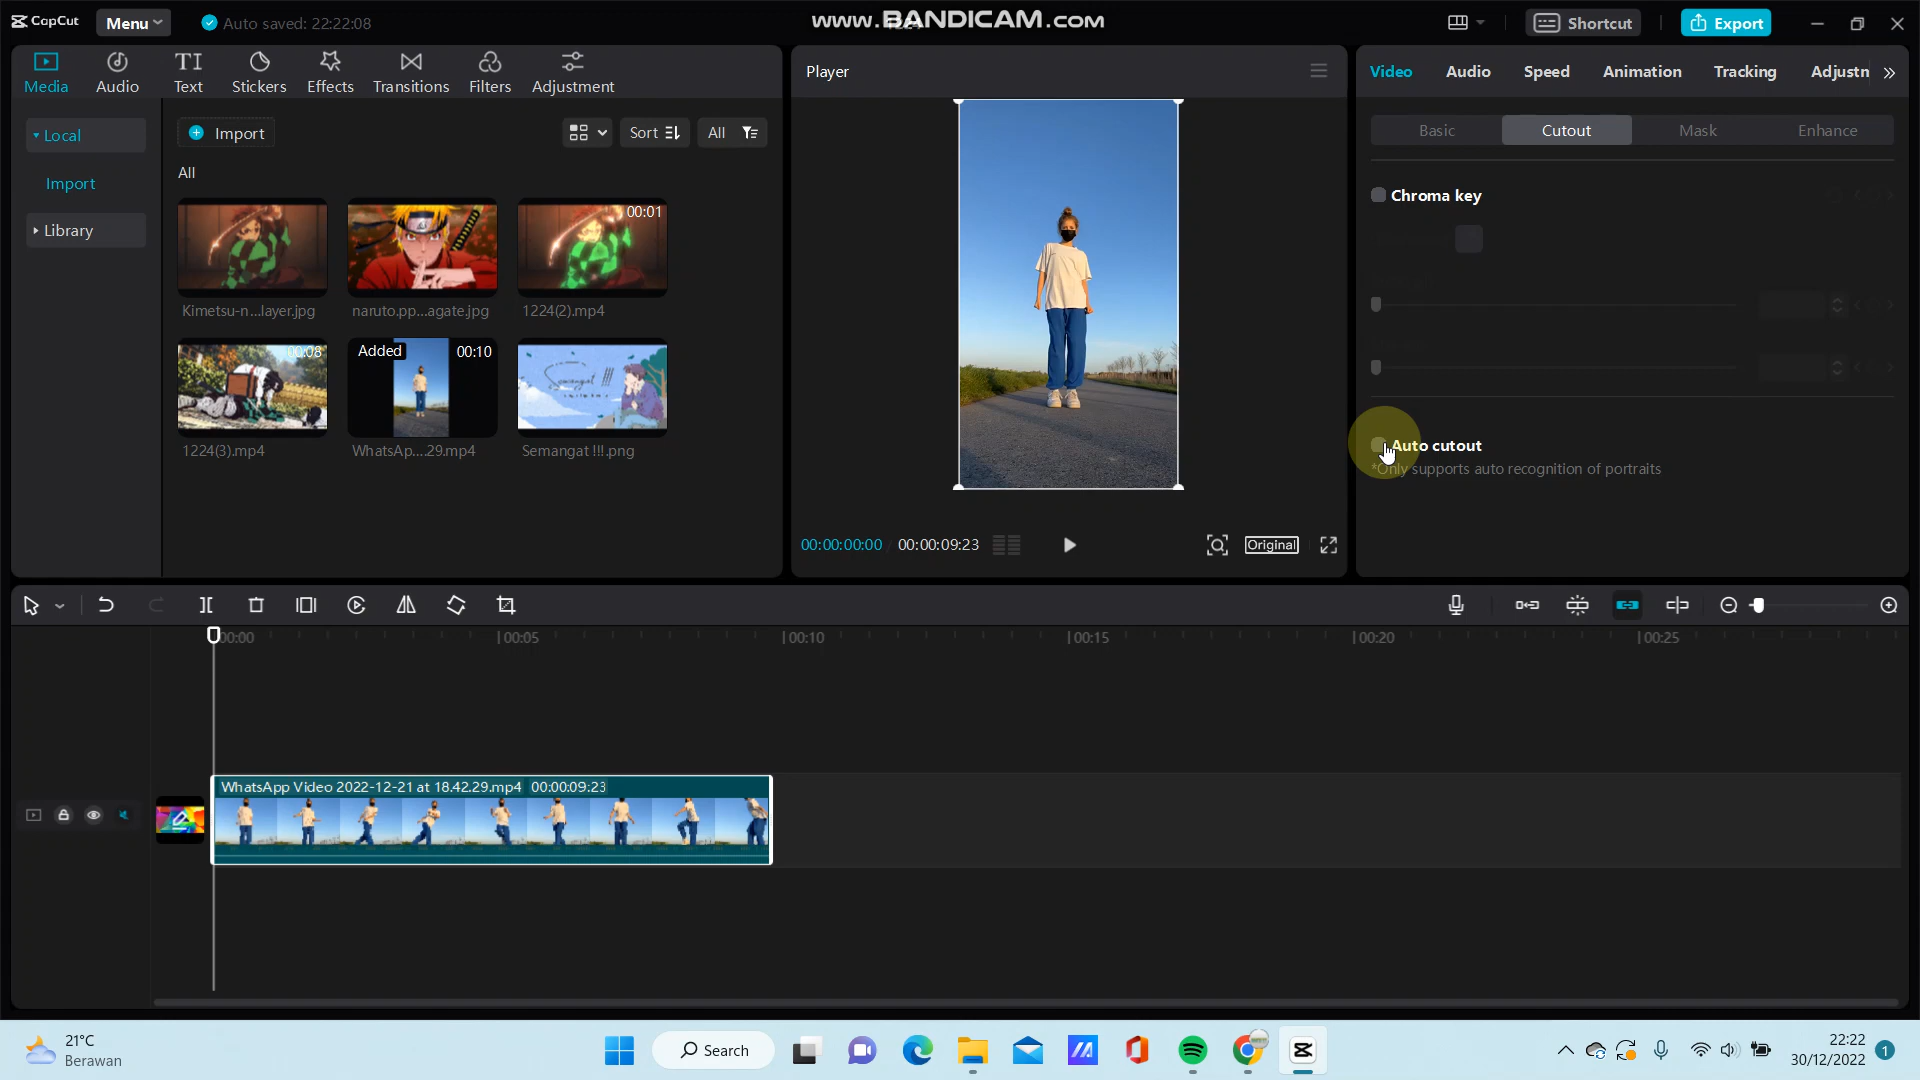 CapCut
Menu
Auto saved: 22:22:08
www.BANDICAM.COM
Shortcut
Export
Media
Audio
Text
Stickers
Effects
Transitions
Filters
Adjustment
Player
Video
Audio
Speed
Animation
Tracking
Adjustn
Local
Import
Library
Import
Sort
All
All
00:01
Kimetsu-n...layer.jpg
naruto.pp...agate.jpg
1224(2).mp4
00:08
Added
00:10
Semangat !!!
1224(3).mp4
WhatsAp....29.mp4
Semangat !!!.png
00:00:00:00
00:00:09:23
Original
Basic
Cutout
Mask
Enhance
Chroma key
Auto cutout
*Only supports auto recognition of portraits
00:00
00:05
00:10
00:15
00:20
00:25
WhatsApp Video 2022-12-21 at 18.42.29.mp4 00:00:09:23
21°C
Berawan
Search
22:22
30/12/2022
1